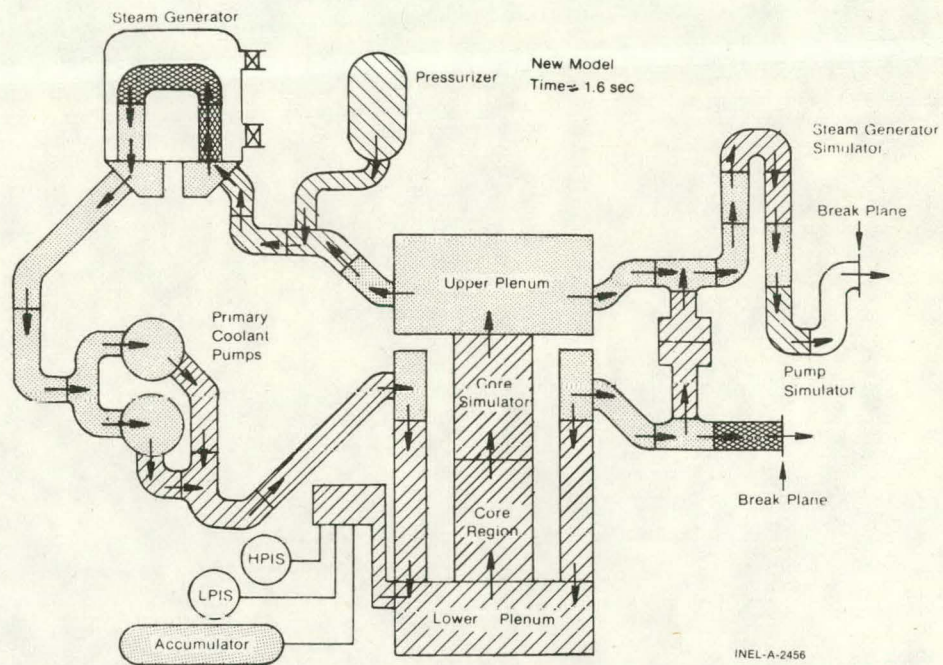 Steam Generator
Pressurizer
New Model
Time ≈ 1.6 sec
Steam Generator
Simulator
Break Plane
Upper Plenum
Primary
Coolant
Pumps
Core
Simulator
Pump
Simulator
Core
Region
Break Plane
HPIS
LPIS
Lower Plenum
Accumulator
INEL-A-2456